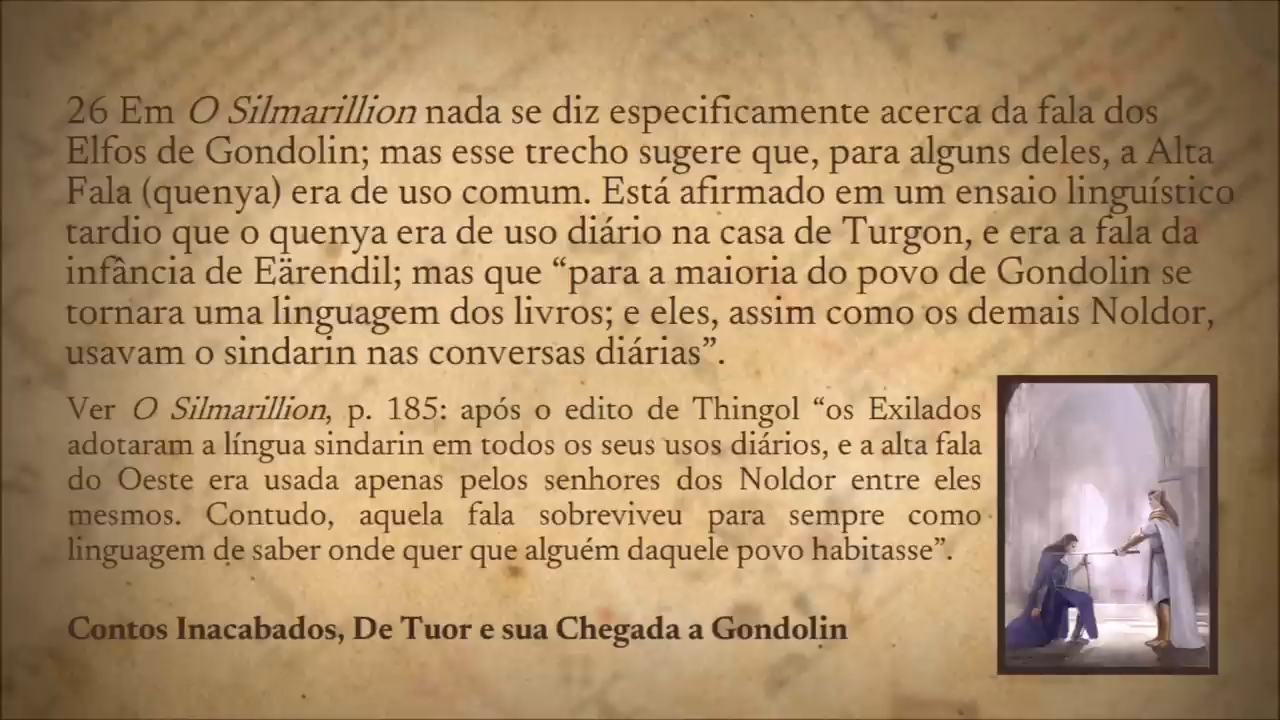 26 Em O Silmarillion nada se diz especificamente acerca da fala dos
Elfos de Gondolin; mas esse trecho sugere que, para alguns deles, a Alta
Fala (quenya) era de uso comum. Está afirmado em um ensaio linguístico
tardio que o quenya era de uso diário na casa de Turgon, e era a fala da
infância de Eärendil; mas que “para a maioria do povo de Gondolin se
tornara uma linguagem dos livros; e eles, assim como os demais Noldor,
usavam o sindarin nas conversas diárias”.
Ver O Silmarillion, p. 185: após o edito de Thingol “os Exilados
adotaram a língua sindarin em todos os seus usos diários, e a alta fala
do Oeste era usada apenas pelos senhores dos Noldor entre eles
mesmos. Contudo, aquela fala sobreviveu para sempre como
linguagem de saber onde quer que alguém daquele povo habitasse”.
Contos Inacabados, De Tuor e sua Chegada a Gondolin